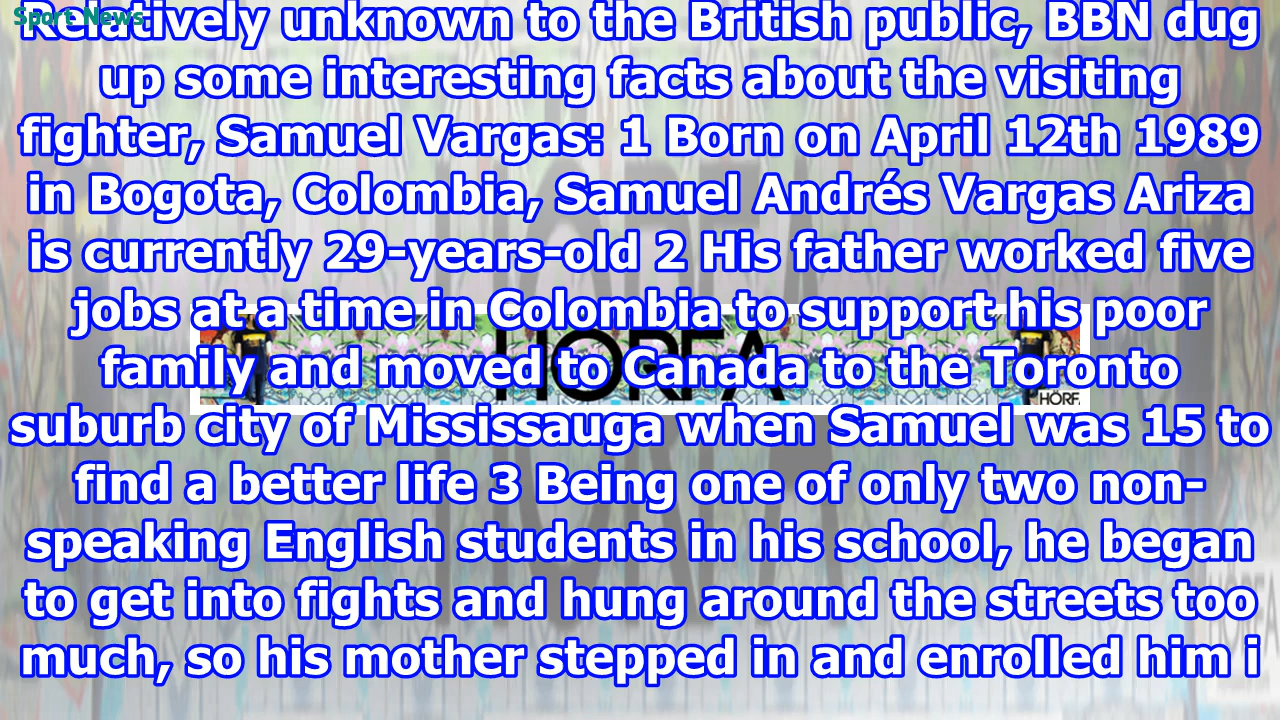 Sport News
Relatively unknown to the British public, BBN dug
up some interesting facts about the visiting
fighter, Samuel Vargas: 1 Born on April 12th 1989
in Bogota, Colombia, Samuel Andrés Vargas Ariza
is currently 29-years-old 2 His father worked five
jobs at a time in Colombia to support his poor
family and moved to Canada to the Toronto
HORFA
HÖRF.
suburb city of Mississauga when Samuel was 15 to
find a better life 3 Being one of only two non-
speaking English students in his school, he began
to get into fights and hung around the streets too
much, so his mother stepped in and enrolled him i